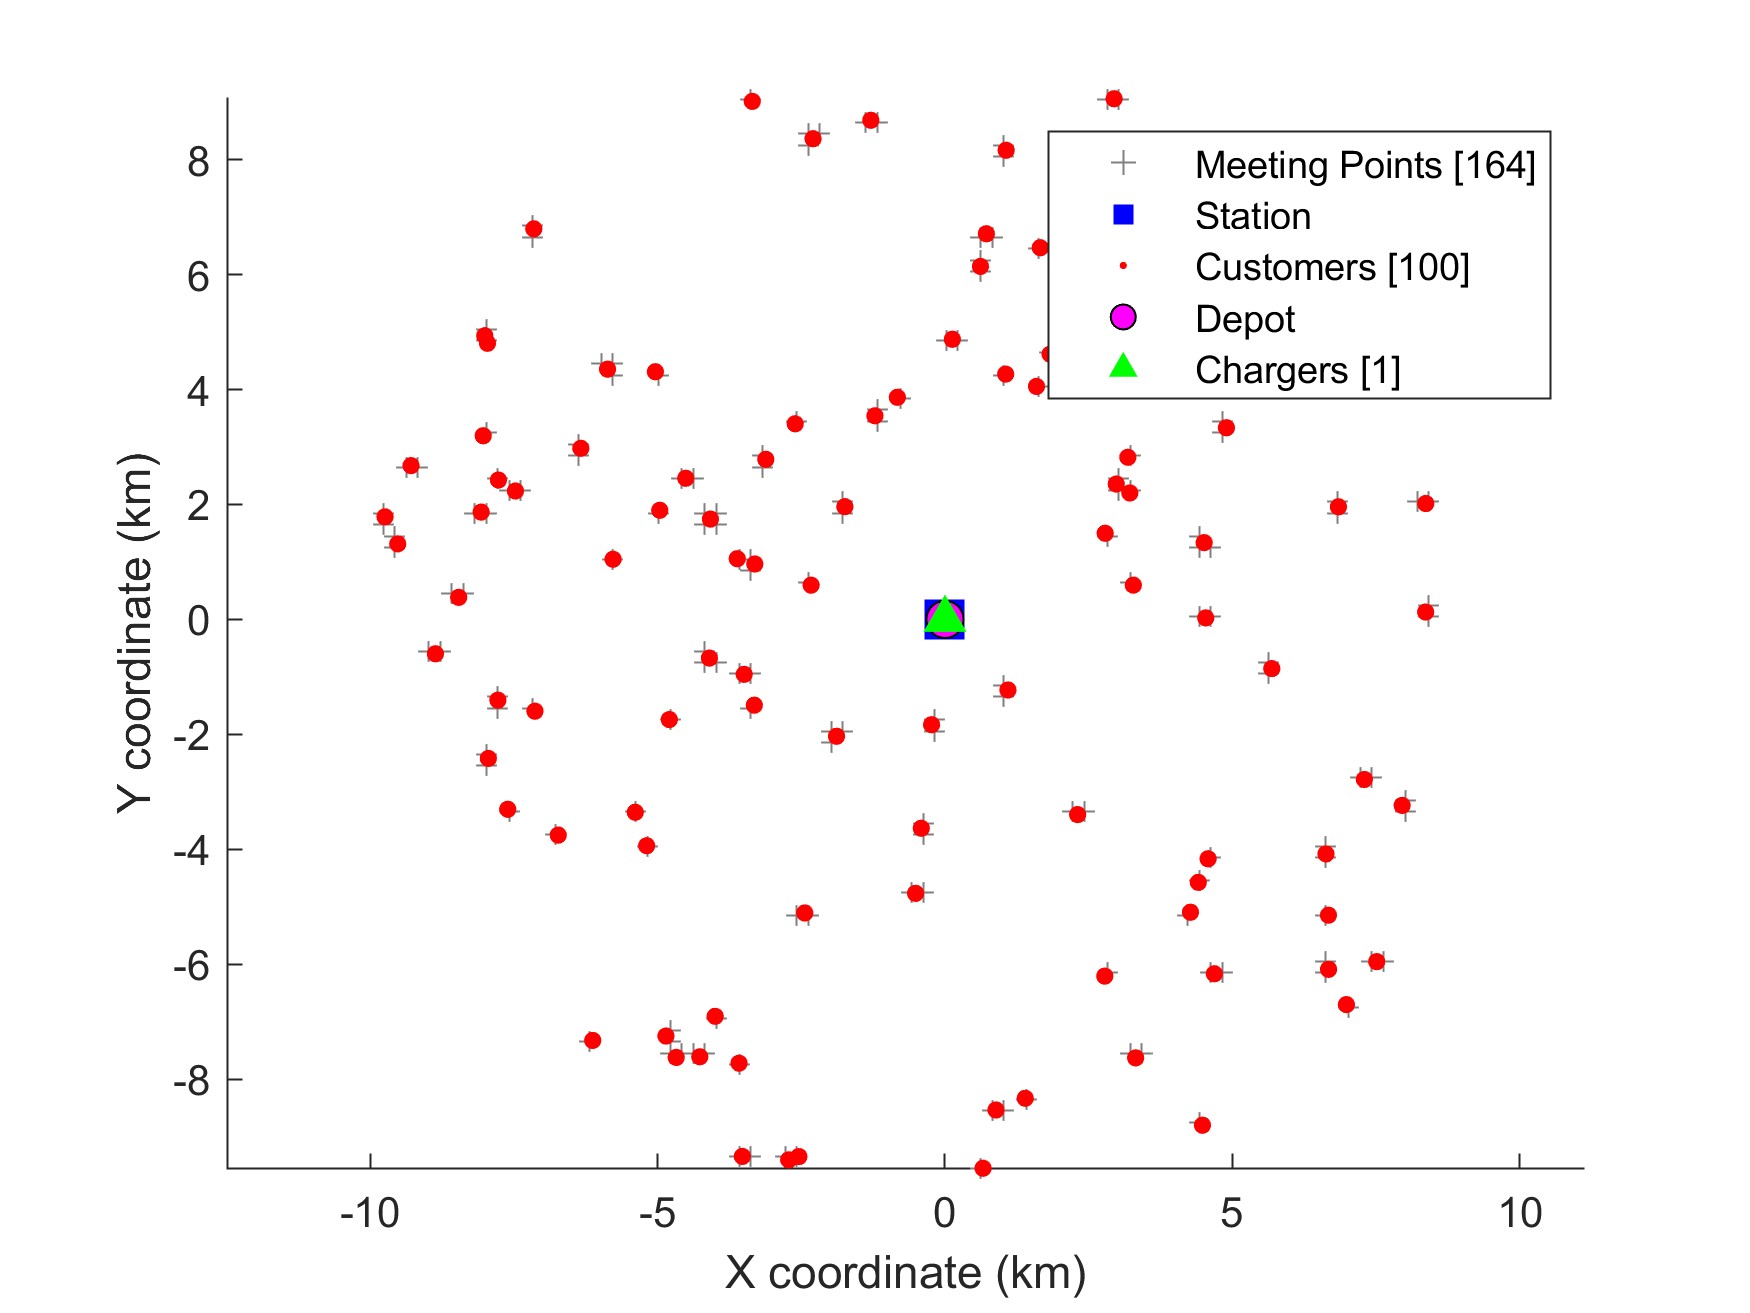 8
6
4
2
0
-2
-4
-6
-8
Y coordinate (km)
Meeting Points [164]
Station
Customers [100]
Depot
Chargers [1]
-10
-5
0
5
10
X coordinate (km)